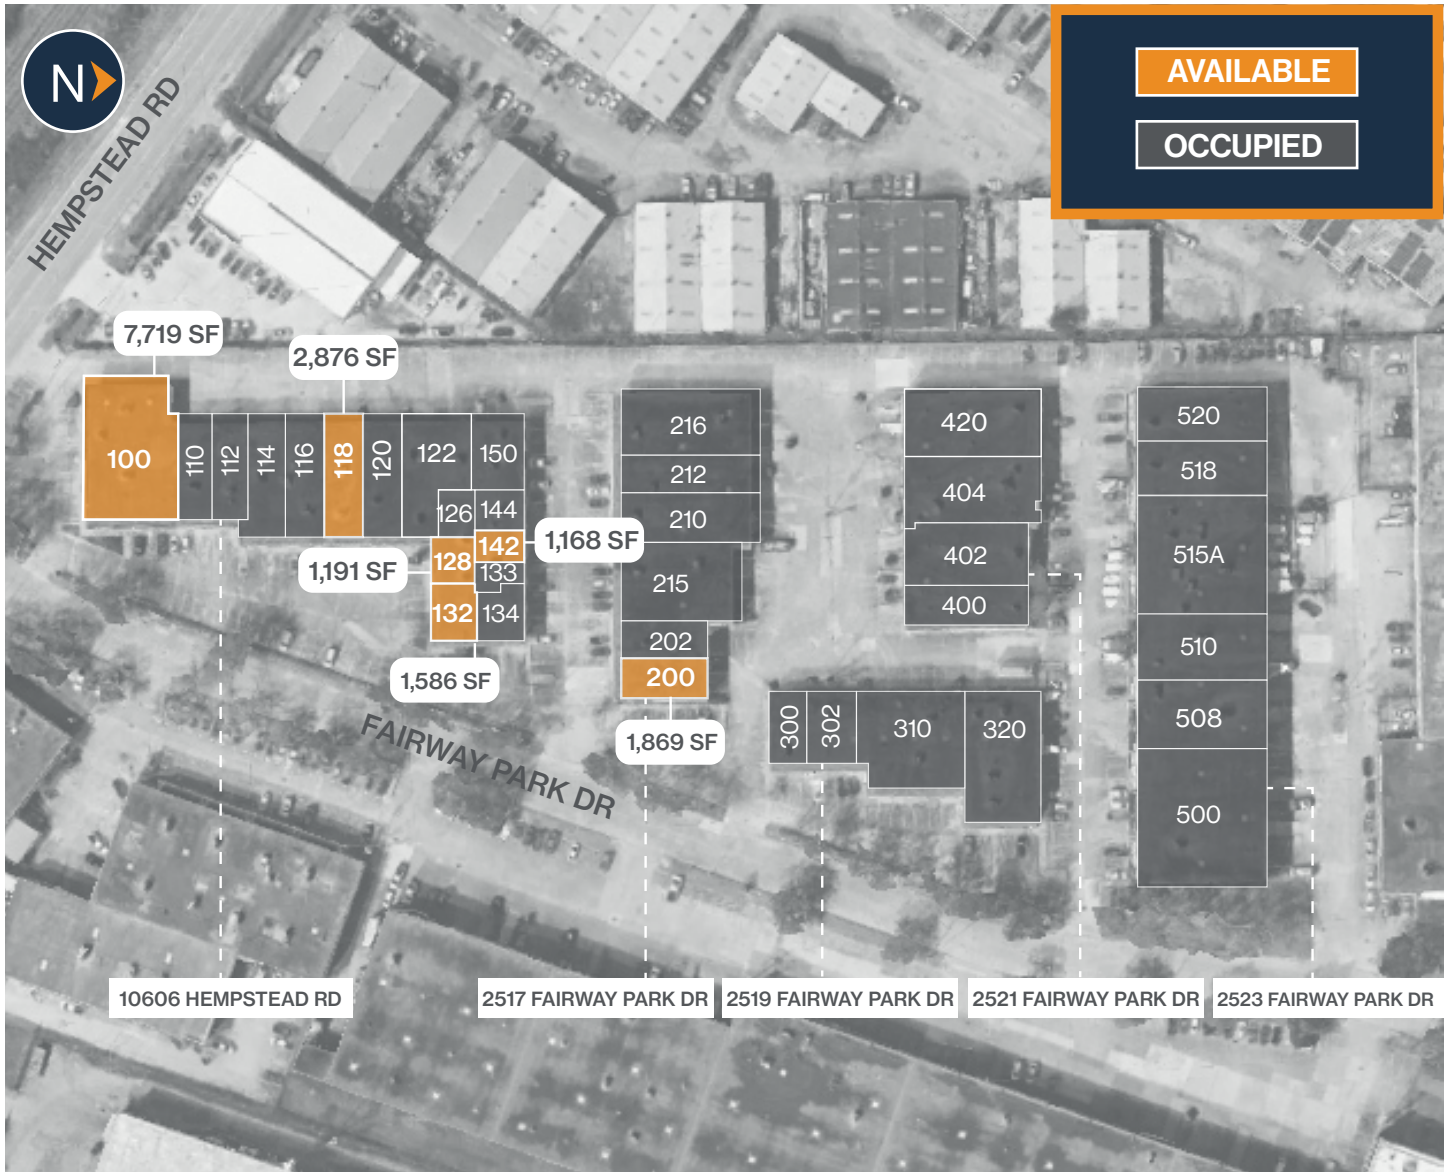 N
HEMPSTEAD RD
AVAILABLE
OCCUPIED
7,719 SF
2,876 SF
100
110
112
114
116
118
120
122
150
126
144
128
142
133
132
134
1,168 SF
1,191 SF
1,586 SF
216
212
210
215
202
200
1,869 SF
420
404
402
400
300
302
310
320
520
518
515A
510
508
500
FAIRWAY PARK DR
10606 HEMPSTEAD RD
2517 FAIRWAY PARK DR
2519 FAIRWAY PARK DR
2521 FAIRWAY PARK DR
2523 FAIRWAY PARK DR